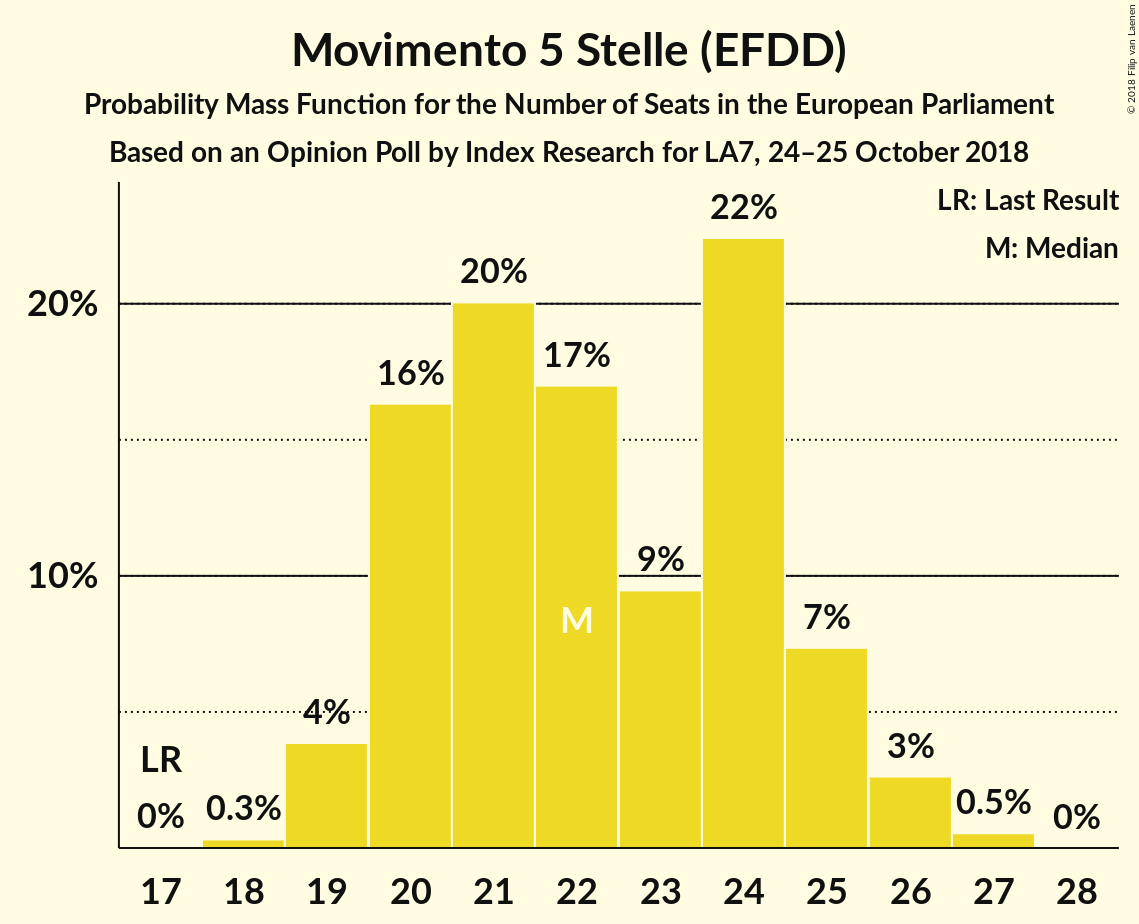 Movimento 5 Stelle (EFDD)
Probability Mass Function for the Number of Seats in the European Parliament
Based on an Opinion Poll by Index Research for LA7, 24–25 October 2018
© 2018 Filip van Laenen
LR: Last Result
M: Median
22%
20%
20%
17%
16%
10%
9%
7%
M
4%
3%
LR
0%
0.3%
0.5%
0%
17 18 19 20 21 22 23 24 25 26 27 28